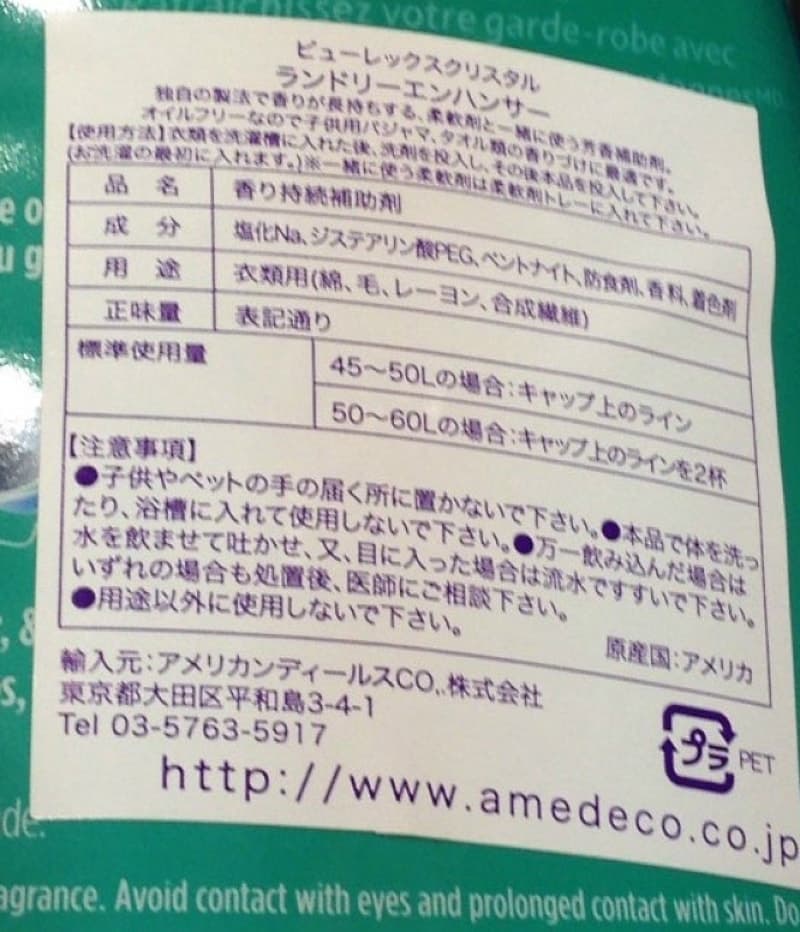 votre garde-robe avec
ピューレックスクリスタル
ランドリーエンハンサー
独自の製法で香りが長持ちする、柔軟剤と一緒に使う芳香補助剤。
オイルフリーなので子供用パジャマ、タオル類の香りづけに最適です。
【使用方法】衣類を洗濯槽に入れた後、洗剤を投入し、その後本品を投入して下さい。
(お洗濯の最初に入れます。)※一緒に使う柔軟剤は柔軟剤トレーに入れて下さい。
品 名 香り持続補助剤
成 分 塩化Na、ジステアリン酸PEG、ベントナイト、防食剤、香料、着色剤
用 途 衣類用(綿、毛、レーヨン、合成繊維)
正味量 表記通り
標準使用量 45〜50Lの場合:キャップ上のライン
50〜60Lの場合:キャップ上のラインを2杯
【注意事項】
●子供やペットの手の届く所に置かないで下さい。●本品で体を洗っ
たり、浴槽に入れて使用しないで下さい。●万一飲み込んだ場合は
水を飲ませて吐かせ、又、目に入った場合は流水ですすいで下さい。
いずれの場合も処置後、医師にご相談下さい。
●用途以外に使用しないで下さい。
原産国:アメリカ
輸入元:アメリカンディールスCO,.株式会社
東京都大田区平和島3-4-1
Tel 03-5763-5917
プラ PET
http://www.amedeco.co.jp
de.
agrance. Avoid contact with eyes and prolonged contact with skin. Do